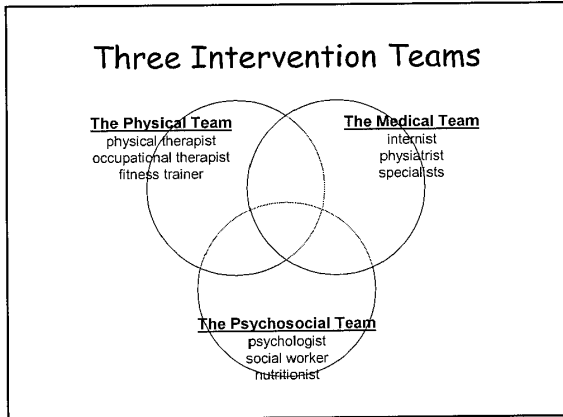 Three Intervention Teams
The Physical Team
physical therapist
occupational therapist
fitness trainer
The Medical Team
internist
physiatrist
specialists
The Psychosocial Team
psychologist
social worker
nutritionist